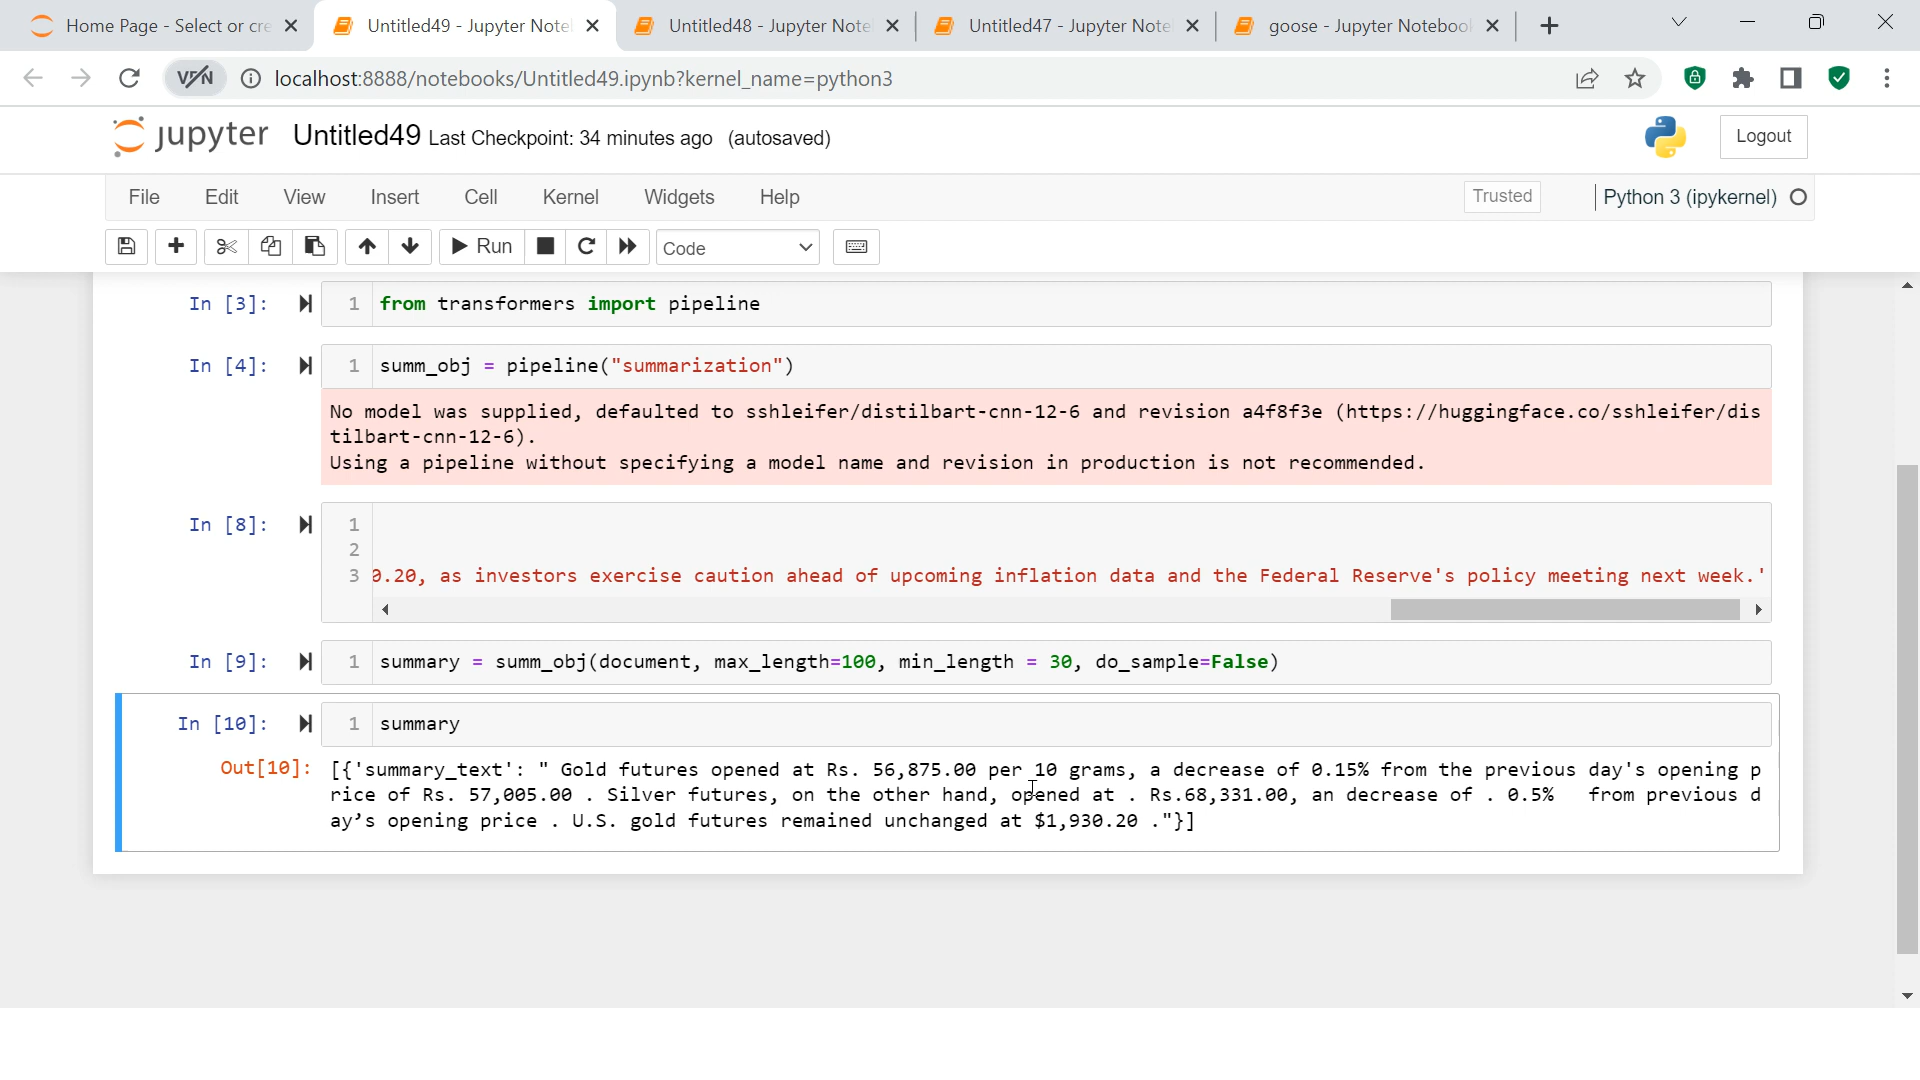 Home Page - Select or cre
Untitled49 - Jupyter Note
Untitled48 - Jupyter Note
Untitled47 - Jupyter Note
goose - Jupyter Noteboo
VPN
localhost:8888/notebooks/Untitled49.ipynb?kernel_name=python3
jupyter Untitled49 Last Checkpoint: 34 minutes ago (autosaved)
Logout
File Edit View Insert Cell Kernel Widgets Help
Trusted
Python 3 (ipykernel)
Run
Code
In [3]: 1 from transformers import pipeline
In [4]: 1 summ_obj = pipeline("summarization")
No model was supplied, defaulted to sshleifer/distilbart-cnn-12-6 and revision a4f8f3e (https://huggingface.co/sshleifer/dis
tilbart-cnn-12-6).
Using a pipeline without specifying a model name and revision in production is not recommended.
In [8]: 1
2
3 0.20, as investors exercise caution ahead of upcoming inflation data and the Federal Reserve's policy meeting next week.'
In [9]: 1 summary = summ_obj(document, max_length=100, min_length = 30, do_sample=False)
In [10]: 1 summary
Out[10]: [{'summary_text': " Gold futures opened at Rs. 56,875.00 per 10 grams, a decrease of 0.15% from the previous day's opening p
rice of Rs. 57,005.00 . Silver futures, on the other hand, opened at . Rs.68,331.00, an decrease of . 0.5%   from previous d
ay’s opening price . U.S. gold futures remained unchanged at $1,930.20 ."}]